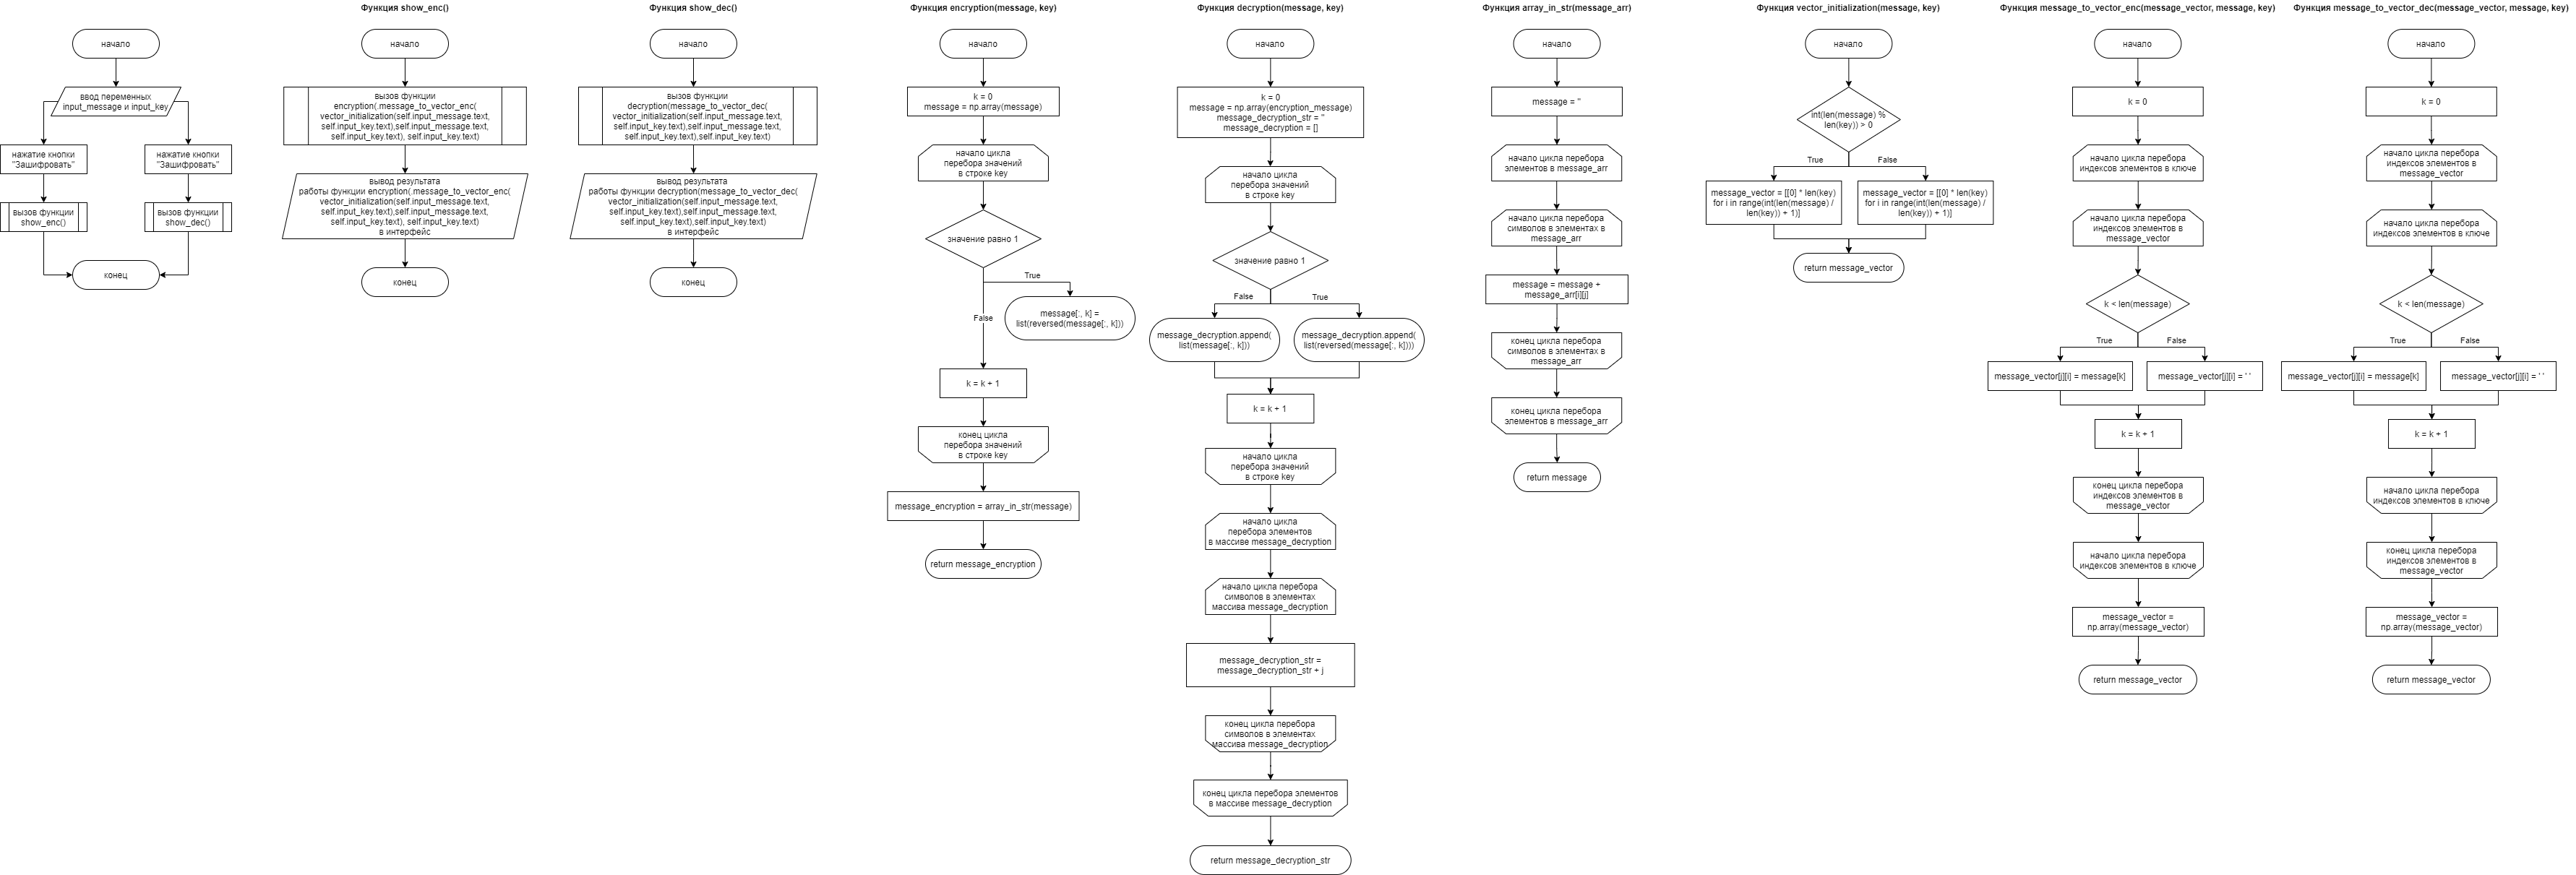 начало
ввод переменных
input_message и input_key
нажатие кнопки
"Зашифровать"
нажатие кнопки
"Зашифровать"
вызов функции
show_enc()
вызов функции
show_dec()
конец
Функция show_enc()
начало
вызов функции
encryption(.message_to_vector_enc(
vector_initialization(self.input_message.text,
self.input_key.text),self.input_message.text,
self.input_key.text), self.input_key.text)
вывод результата
работы функции encryption(.message_to_vector_enc(
vector_initialization(self.input_message.text,
self.input_key.text),self.input_message.text,
self.input_key.text), self.input_key.text)
в интерфейс
конец
Функция show_dec()
начало
вызов функции
decryption(message_to_vector_dec(
vector_initialization(self.input_message.text,
self.input_key.text),self.input_message.text,
self.input_key.text),self.input_key.text)
вывод результата
работы функции decryption(message_to_vector_dec(
vector_initialization(self.input_message.text,
self.input_key.text),self.input_message.text,
self.input_key.text),self.input_key.text)
в интерфейс
конец
Функция encryption(message, key)
начало
k = 0
message = np.array(message)
начало цикла
перебора значений
в строке key
значение равно 1
True
False
message[:, k] =
list(reversed(message[:, k]))
k = k + 1
конец цикла
перебора значений
в строке key
message_encryption = array_in_str(message)
return message_encryption
Функция decryption(message, key)
начало
k = 0
message = np.array(encryption_message)
message_decryption_str = ''
message_decryption = []
начало цикла
перебора значений
в строке key
значение равно 1
False
True
message_decryption.append(
list(message[:, k]))
message_decryption.append(
list(reversed(message[:, k])))
k = k + 1
начало цикла
перебора значений
в строке key
начало цикла
перебора элементов
в массиве message_decryption
начало цикла перебора
символов в элементах
массива message_decryption
message_decryption_str =
message_decryption_str + j
конец цикла перебора
символов в элементах
массива message_decryption
конец цикла перебора элементов
в массиве message_decryption
return message_decryption_str
Функция array_in_str(message_arr)
начало
message = ''
начало цикла перебора
элементов в message_arr
начало цикла перебора
символов в элементах в
message_arr
message = message +
message_arr[i][j]
конец цикла перебора
символов в элементах в
message_arr
конец цикла перебора
элементов в message_arr
return message
Функция vector_initialization(message, key)
начало
int(len(message) %
len(key)) > 0
True
False
message_vector = [[0] * len(key)
for i in range(int(len(message) /
len(key)) + 1)]
message_vector = [[0] * len(key)
for i in range(int(len(message) /
len(key)) + 1)]
return message_vector
Функция message_to_vector_enc(message_vector, message, key)
начало
k = 0
начало цикла перебора
индексов элементов в ключе
начало цикла перебора
индексов элементов в
message_vector
k < len(message)
True
False
message_vector[j][i] = message[k]
message_vector[j][i] = ' '
k = k + 1
конец цикла перебора
индексов элементов в
message_vector
начало цикла перебора
индексов элементов в ключе
message_vector =
np.array(message_vector)
return message_vector
Функция message_to_vector_dec(message_vector, message, key)
начало
k = 0
начало цикла перебора
индексов элементов в
message_vector
начало цикла перебора
индексов элементов в ключе
k < len(message)
True
False
message_vector[j][i] = message[k]
message_vector[j][i] = ' '
k = k + 1
начало цикла перебора
индексов элементов в ключе
конец цикла перебора
индексов элементов в
message_vector
message_vector =
np.array(message_vector)
return message_vector